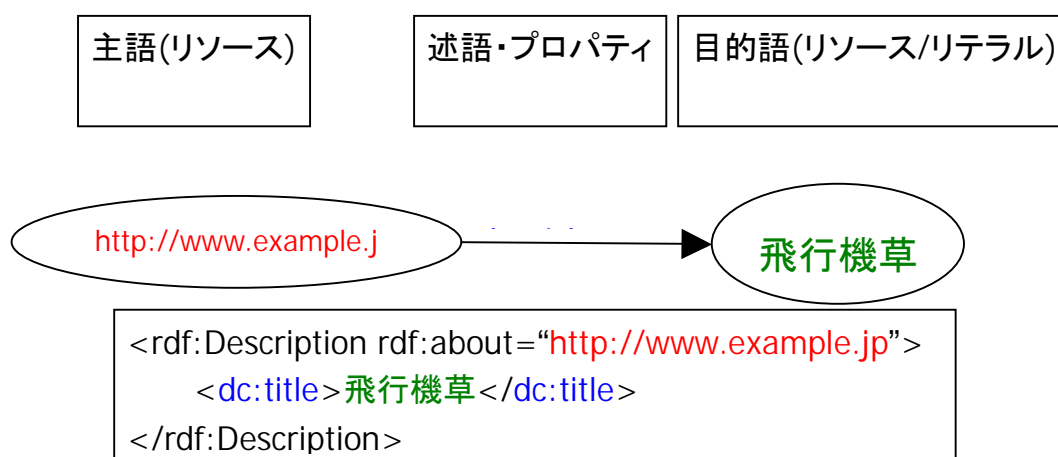 主語(リソース)
述語・プロパティ
目的語(リソース/リテラル)
http://www.example.j
飛行機草
<rdf:Description rdf:about=“http://www.example.jp”>
<dc:title>飛行機草</dc:title>
</rdf:Description>